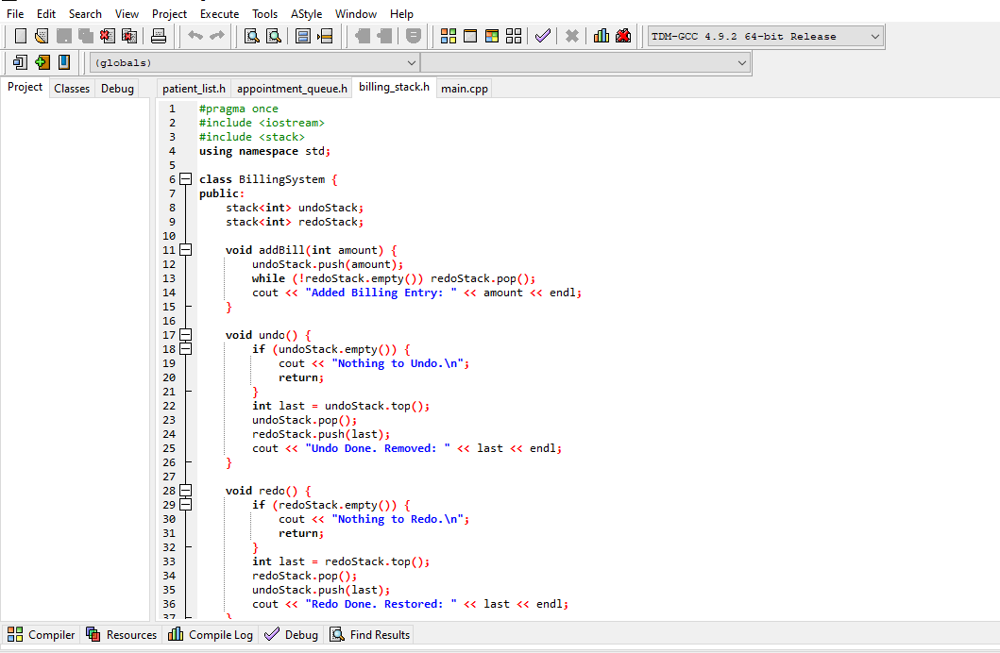 File Edit Search View Project Execute Tools AStyle Window Help
TDM-GCC 4.9.2 64-bit Release
(globals)
Project Classes Debug patient_list.h appointment_queue.h billing_stack.h main.cpp
1 #pragma once
2 #include <iostream>
3 #include <stack>
4 using namespace std;
5
6 class BillingSystem {
7 public:
8 stack<int> undoStack;
9 stack<int> redoStack;
10
11 void addBill(int amount) {
12 undoStack.push(amount);
13 while (!redoStack.empty()) redoStack.pop();
14 cout << "Added Billing Entry: " << amount << endl;
15 }
16
17 void undo() {
18 if (undoStack.empty()) {
19 cout << "Nothing to Undo.\n";
20 return;
21 }
22 int last = undoStack.top();
23 undoStack.pop();
24 redoStack.push(last);
25 cout << "Undo Done. Removed: " << last << endl;
26 }
27
28 void redo() {
29 if (redoStack.empty()) {
30 cout << "Nothing to Redo.\n";
31 return;
32 }
33 int last = redoStack.top();
34 redoStack.pop();
35 undoStack.push(last);
36 cout << "Redo Done. Restored: " << last << endl;
37 }
Compiler Resources Compile Log Debug Find Results